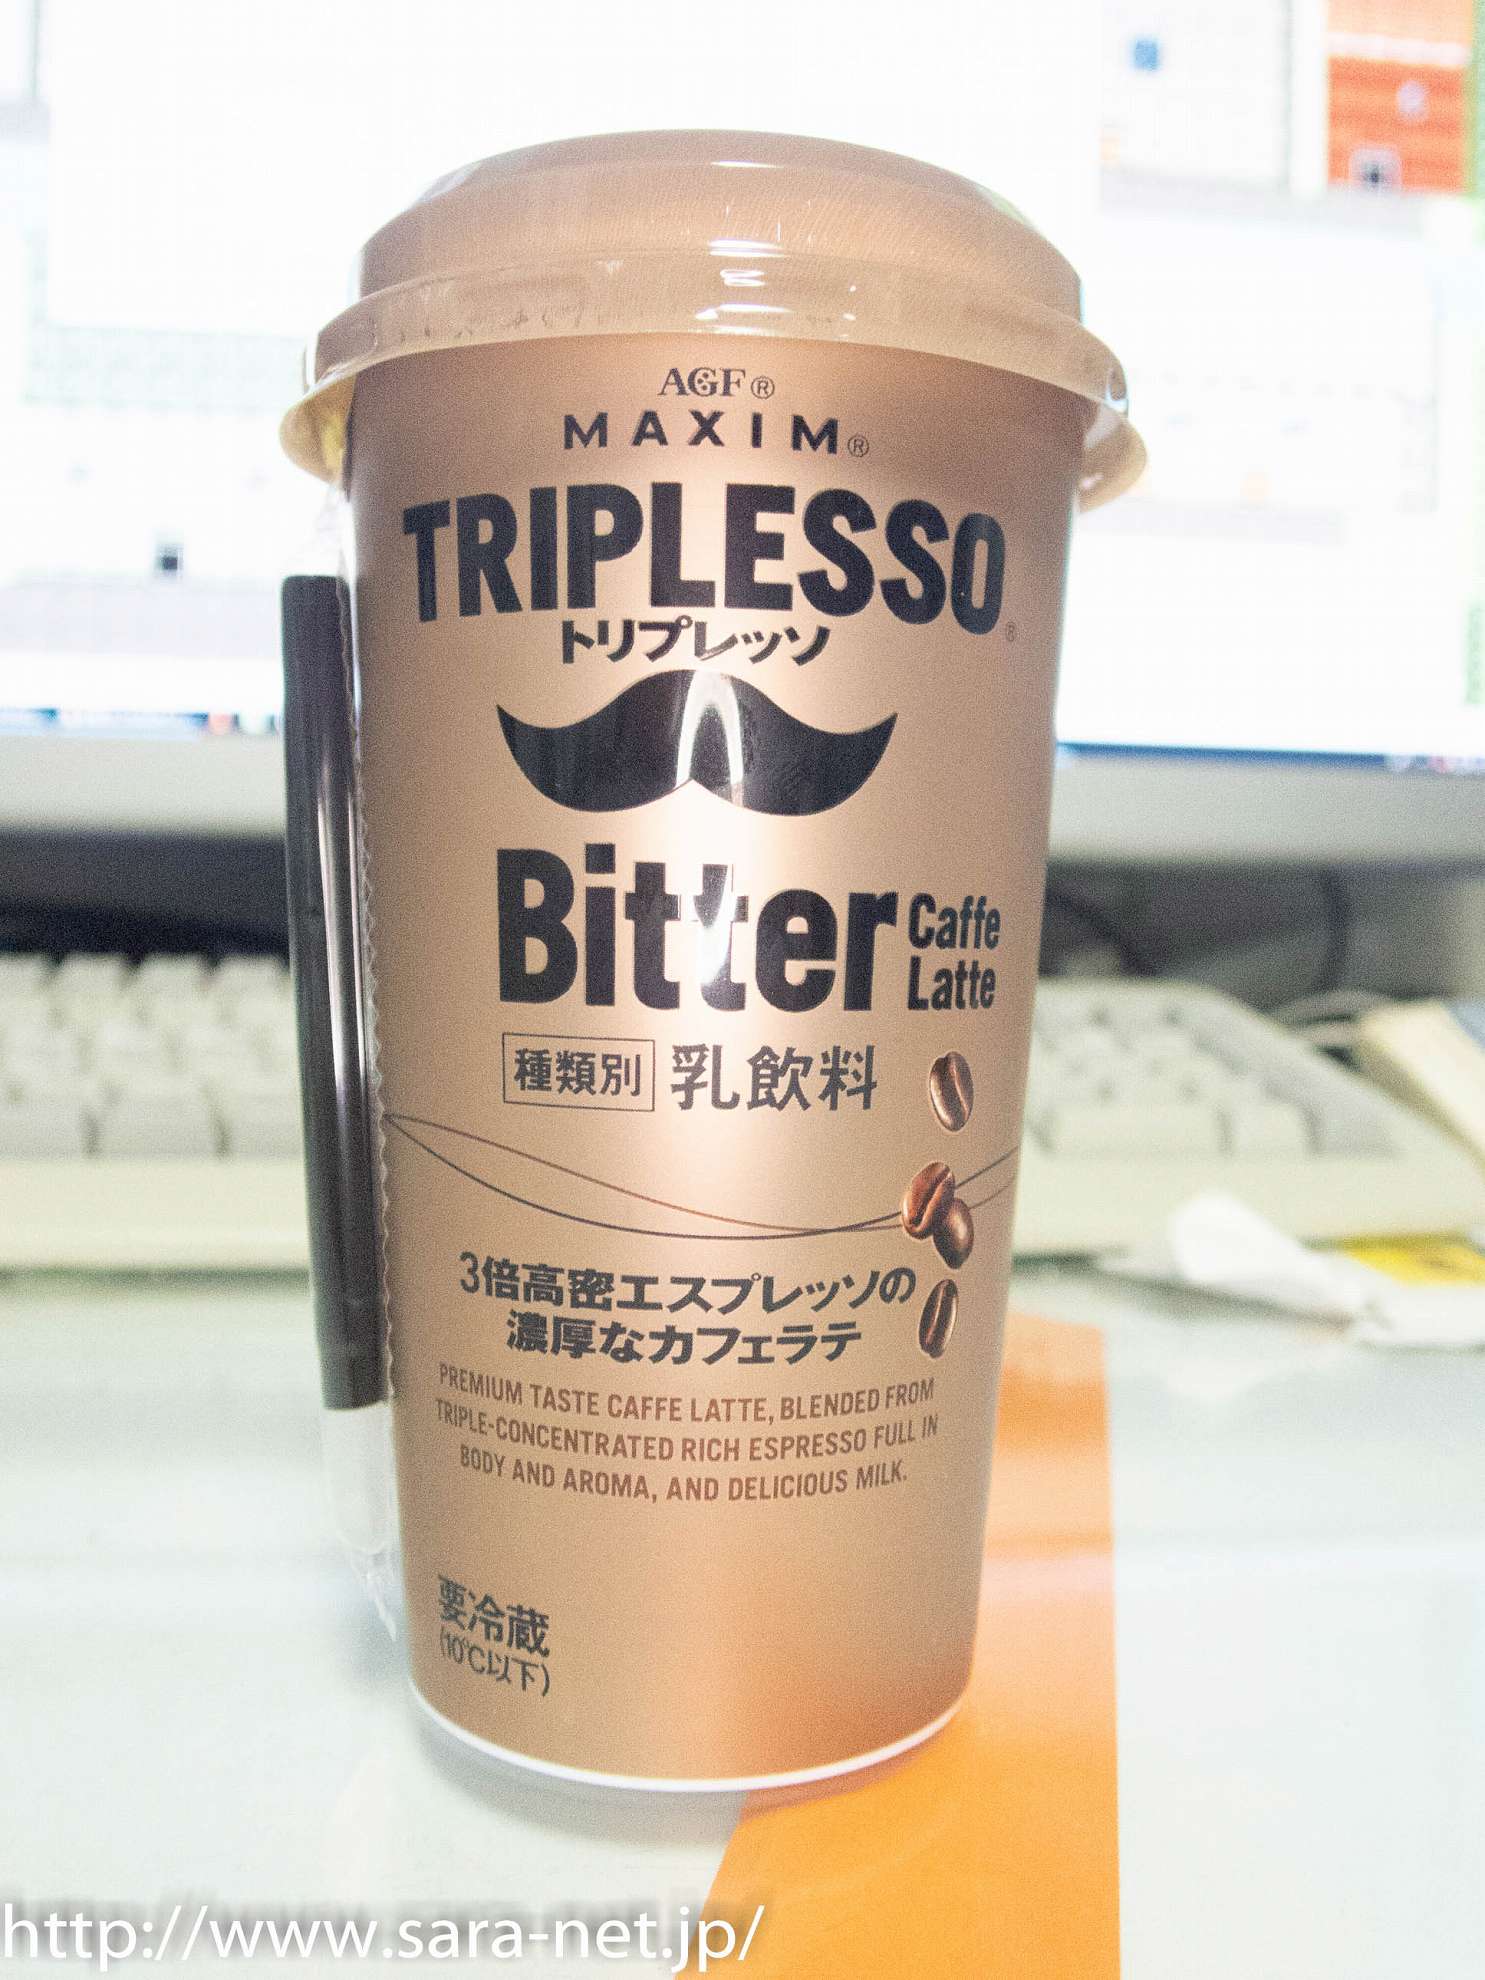 AGF®
MAXIM®
TRIPLESSO®
トリプレッソ
Bitter Caffe
Latte
種類別 乳飲料
3倍高密エスプレッソの
濃厚なカフェラテ
PREMIUM TASTE CAFFE LATTE, BLENDED FROM
TRIPLE-CONCENTRATED RICH ESPRESSO FULL IN
BODY AND AROMA, AND DELICIOUS MILK.
要冷蔵
(10℃以下)
http://www.sara-net.jp/